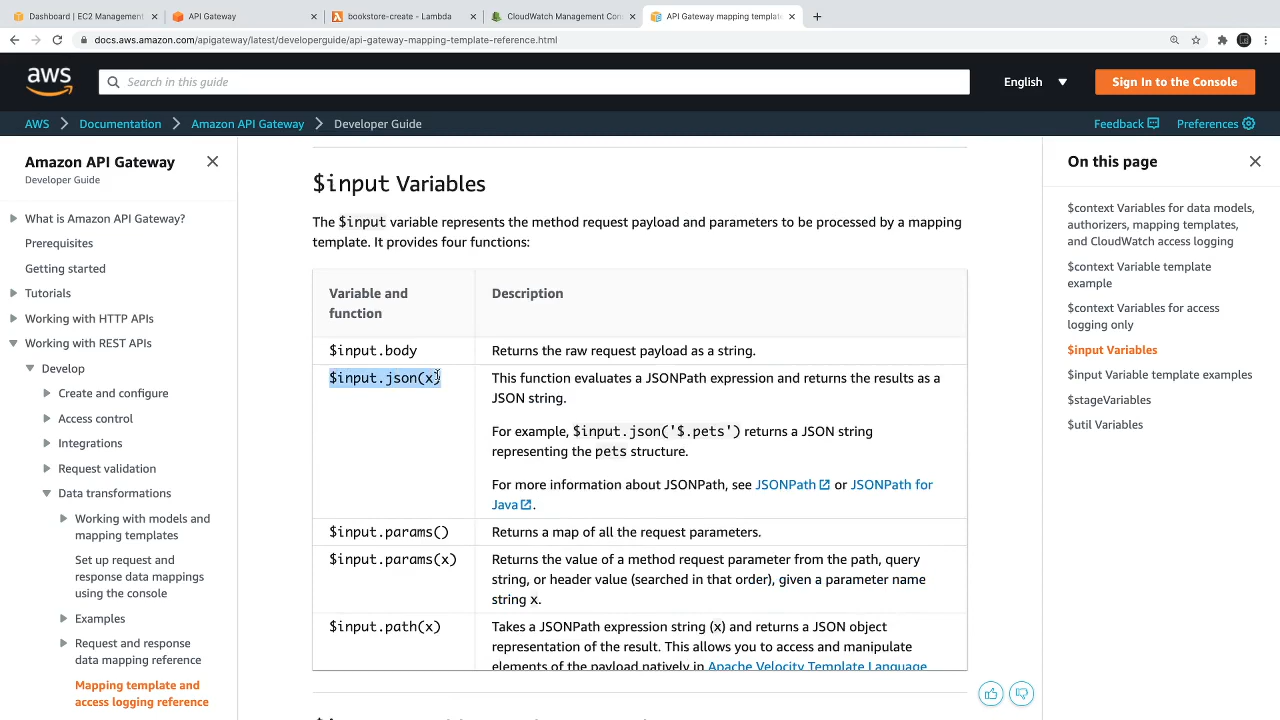 Dashboard | EC2 Management
API Gateway
bookstore-create - Lambda
CloudWatch Management Con
API Gateway mapping template
docs.aws.amazon.com/apigateway/latest/developerguide/api-gateway-mapping-template-reference.html
aws
Search in this guide
English
Sign In to the Console
AWS
Documentation
Amazon API Gateway
Developer Guide
Feedback
Preferences
Amazon API Gateway
Developer Guide
What is Amazon API Gateway?
Prerequisites
Getting started
Tutorials
Working with HTTP APIs
Working with REST APIs
Develop
Create and configure
Access control
Integrations
Request validation
Data transformations
Working with models and
mapping templates
Set up request and
response data mappings
using the console
Examples
Request and response
data mapping reference
Mapping template and
access logging reference
$input Variables
The $input variable represents the method request payload and parameters to be processed by a mapping
template. It provides four functions:
Variable and
function
Description
$input.body
Returns the raw request payload as a string.
$input.json(x)
This function evaluates a JSONPath expression and returns the results as a
JSON string.
For example, $input.json('$.pets') returns a JSON string
representing the pets structure.
For more information about JSONPath, see JSONPath or JSONPath for
Java.
$input.params()
Returns a map of all the request parameters.
$input.params(x)
Returns the value of a method request parameter from the path, query
string, or header value (searched in that order), given a parameter name
string x.
$input.path(x)
Takes a JSONPath expression string (x) and returns a JSON object
representation of the result. This allows you to access and manipulate
elements of the payload natively in Apache Velocity Template Language
On this page
$context Variables for data models,
authorizers, mapping templates,
and CloudWatch access logging
$context Variable template
example
$context Variables for access
logging only
$input Variables
$input Variable template examples
$stageVariables
$util Variables